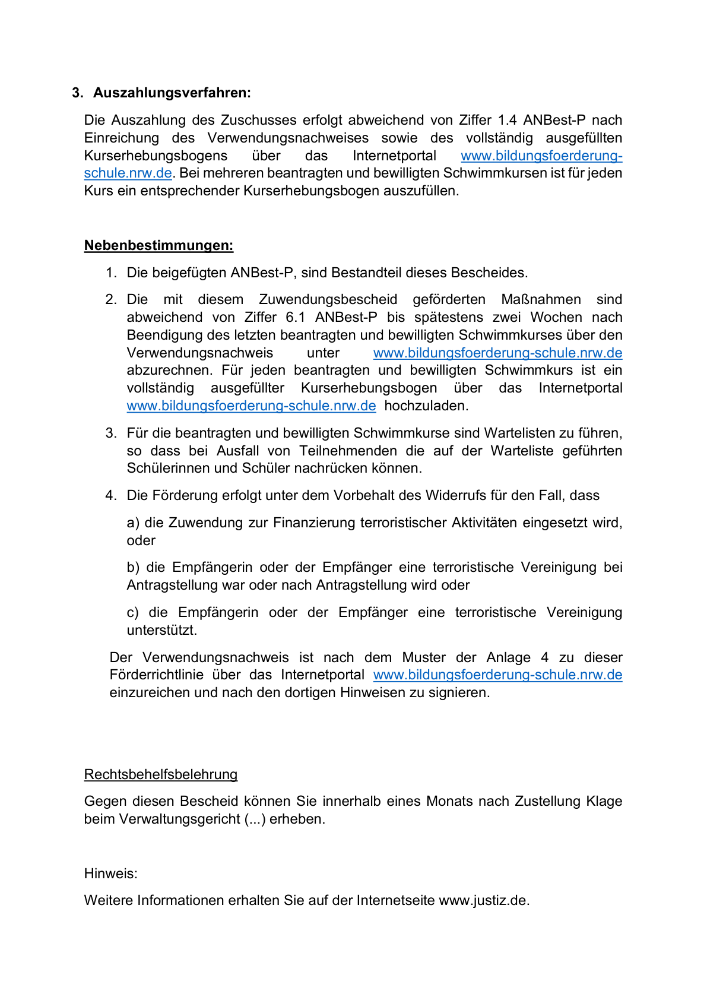 3. Auszahlungsverfahren:
Die Auszahlung des Zuschusses erfolgt abweichend von Ziffer 1.4 ANBest-P nach
Einreichung des Verwendungsnachweises sowie des vollständig ausgefüllten
Kurserhebungsbogens über das Internetportal www.bildungsfoerderung-
schule.nrw.de. Bei mehreren beantragten und bewilligten Schwimmkursen ist für jeden
Kurs ein entsprechender Kurserhebungsbogen auszufüllen.
Nebenbestimmungen:
1. Die beigefügten ANBest-P, sind Bestandteil dieses Bescheides.
2. Die mit diesem Zuwendungsbescheid geförderten Maßnahmen sind
abweichend von Ziffer 6.1 ANBest-P bis spätestens zwei Wochen nach
Beendigung des letzten beantragten und bewilligten Schwimmkurses über den
Verwendungsnachweis unter www.bildungsfoerderung-schule.nrw.de
abzurechnen. Für jeden beantragten und bewilligten Schwimmkurs ist ein
vollständig ausgefüllter Kurserhebungsbogen über das Internetportal
www.bildungsfoerderung-schule.nrw.de hochzuladen.
3. Für die beantragten und bewilligten Schwimmkurse sind Wartelisten zu führen,
so dass bei Ausfall von Teilnehmenden die auf der Warteliste geführten
Schülerinnen und Schüler nachrücken können.
4. Die Förderung erfolgt unter dem Vorbehalt des Widerrufs für den Fall, dass
a) die Zuwendung zur Finanzierung terroristischer Aktivitäten eingesetzt wird,
oder
b) die Empfängerin oder der Empfänger eine terroristische Vereinigung bei
Antragstellung war oder nach Antragstellung wird oder
c) die Empfängerin oder der Empfänger eine terroristische Vereinigung
unterstützt.
Der Verwendungsnachweis ist nach dem Muster der Anlage 4 zu dieser
Förderrichtlinie über das Internetportal www.bildungsfoerderung-schule.nrw.de
einzureichen und nach den dortigen Hinweisen zu signieren.
Rechtsbehelfsbelehrung
Gegen diesen Bescheid können Sie innerhalb eines Monats nach Zustellung Klage
beim Verwaltungsgericht (...) erheben.
Hinweis:
Weitere Informationen erhalten Sie auf der Internetseite www.justiz.de.